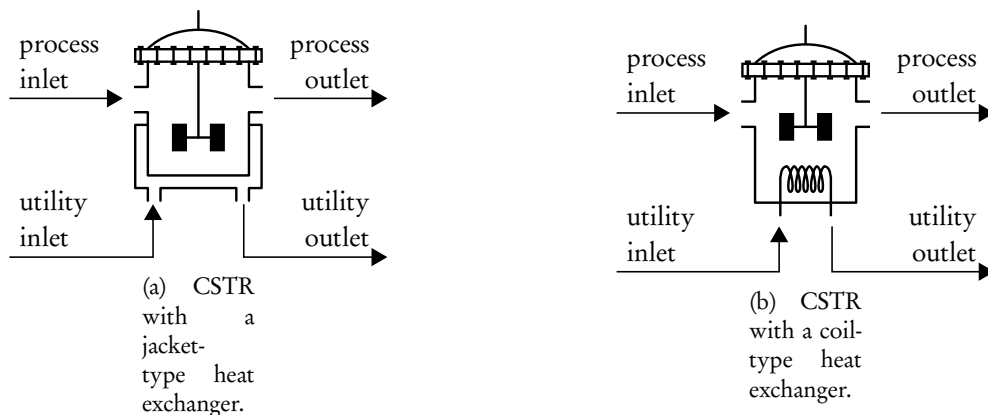 process
inlet
process
outlet
utility
inlet
utility
outlet
(a) CSTR
with a
jacket-
type heat
exchanger.
process
inlet
process
outlet
utility
inlet
utility
outlet
(b) CSTR
with a coil-
type heat
exchanger.